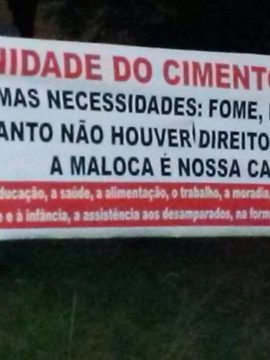 NIDADE DO CIMENTO
MAS NECESSIDADES: FOME,
ANTO NÃO HOUVER DIREITO
A MALOCA É NOSSA CA
ducação, a saúde, a alimentação, o trabalho, a moradia,
e e à infância, a assistência aos desamparados, na form